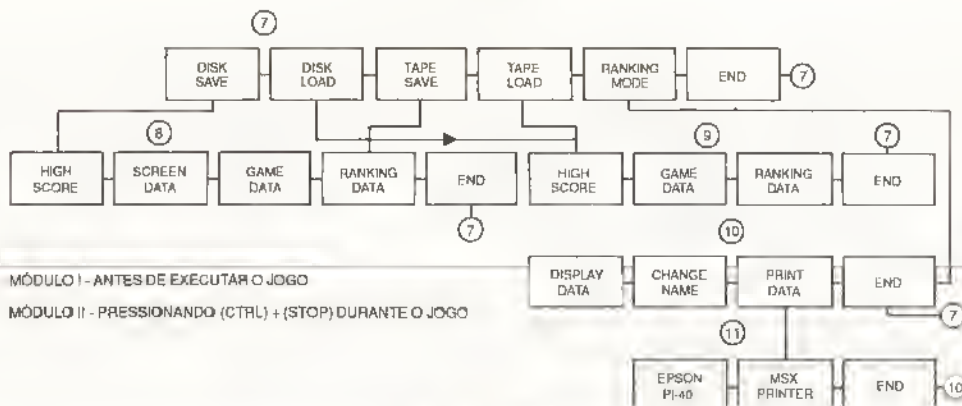 7
DISK SAVE
DISK LOAD
TAPE SAVE
TAPE LOAD
RANKING MODE
END
7
8
HIGH SCORE
SCREEN DATA
GAME DATA
RANKING DATA
END
7
9
HIGH SCORE
GAME DATA
RANKING DATA
END
7
10
DISPLAY DATA
CHANGE NAME
PRINT DATA
END
7
MÓDULO I - ANTES DE EXECUTAR O JOGO
MÓDULO II - PRESSIONANDO (CTRL) + (STOP) DURANTE O JOGO
11
EPSON PI-40
MSX PRINTER
END
10